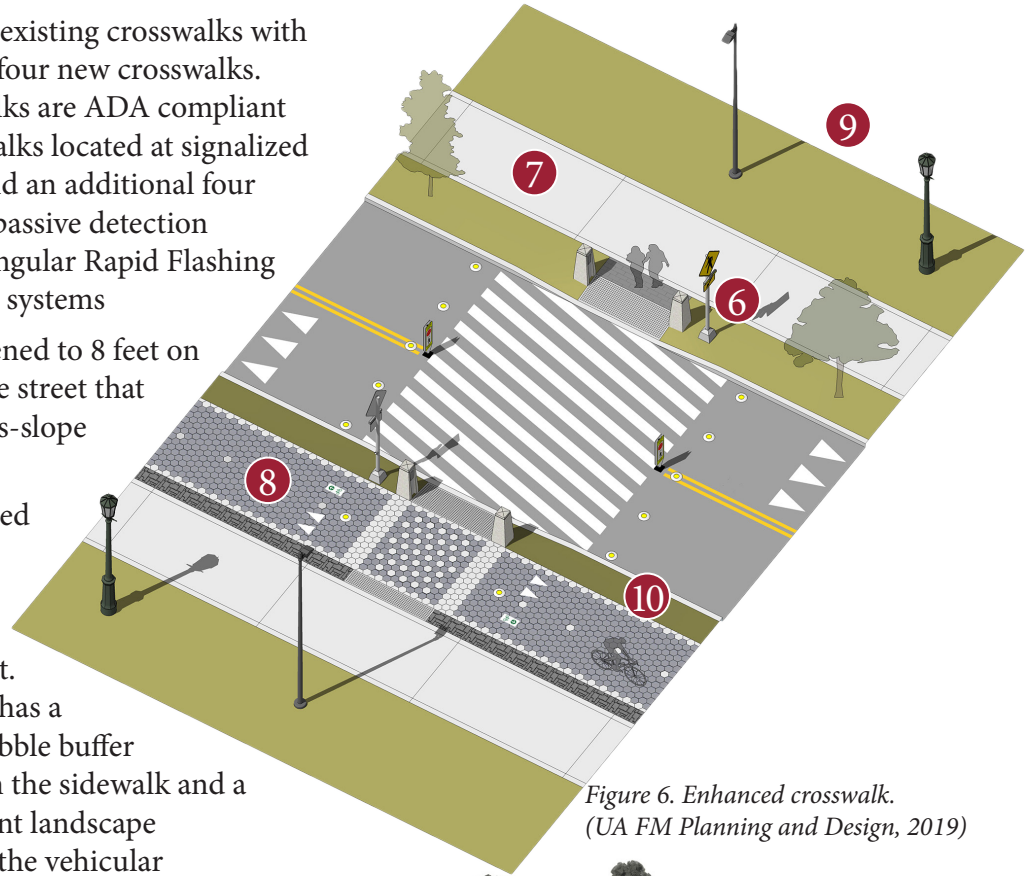 existing crosswalks with
four new crosswalks.
ks are ADA compliant
alks located at signalized
d an additional four
passive detection
ngular Rapid Flashing
systems
ened to 8 feet on
e street that
s-slope
ed
t.
has a
bble buffer
n the sidewalk and a
nt landscape
the vehicular
9
7
6
8
10
Figure 6. Enhanced crosswalk.
(UA FM Planning and Design, 2019)